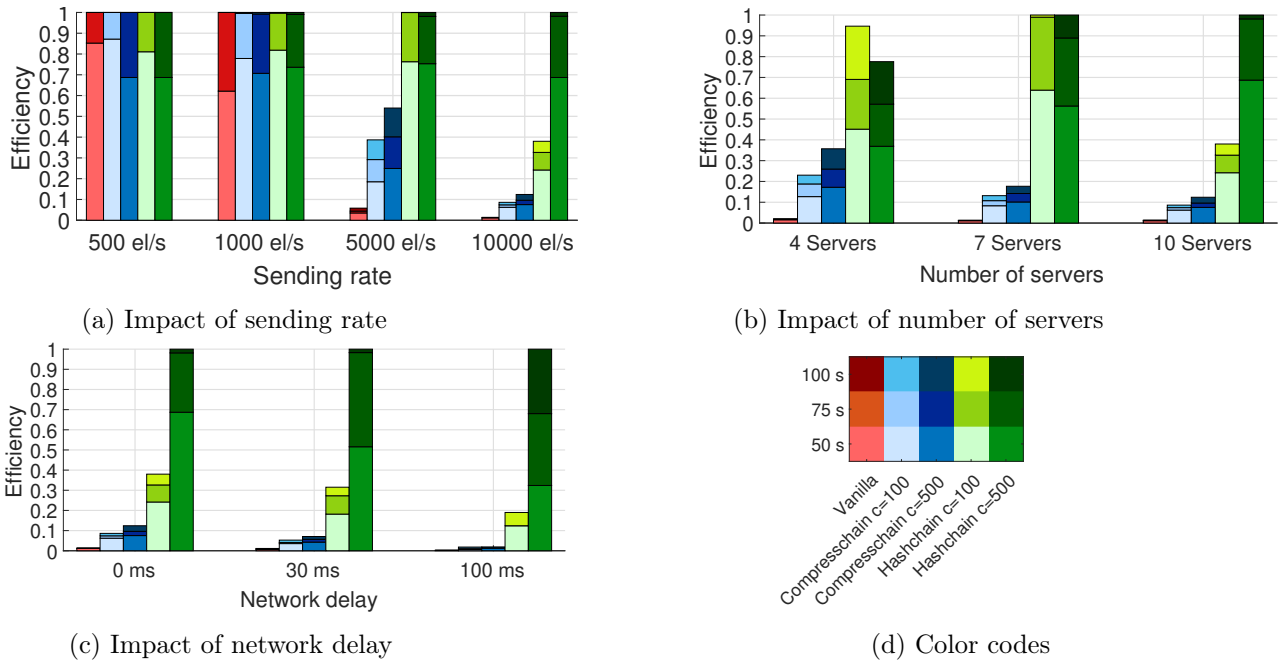 1
0.9
0.8
0.7
0.6
0.5
0.4
0.3
0.2
0.1
0
Efficiency
500 el/s 1000 el/s 5000 el/s 10000 el/s
Sending rate
(a) Impact of sending rate
1
0.9
0.8
0.7
0.6
0.5
0.4
0.3
0.2
0.1
0
Efficiency
4 Servers 7 Servers 10 Servers
Number of servers
(b) Impact of number of servers
1
0.9
0.8
0.7
0.6
0.5
0.4
0.3
0.2
0.1
0
Efficiency
0 ms 30 ms 100 ms
Network delay
(c) Impact of network delay
100 s
75 s
50 s
Vanilla
Compresschain c=100
Compresschain c=500
Hashchain c=100
Hashchain c=500
(d) Color codes